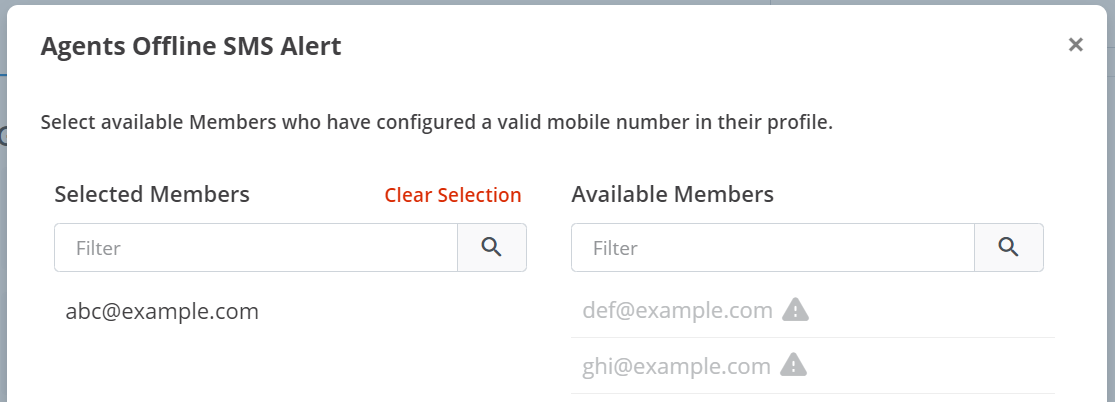 Agents Offline SMS Alert
Select available Members who have configured a valid mobile number in their profile.
Selected Members
Clear Selection
Filter
abc@example.com
Available Members
Filter
def@example.com
ghi@example.com